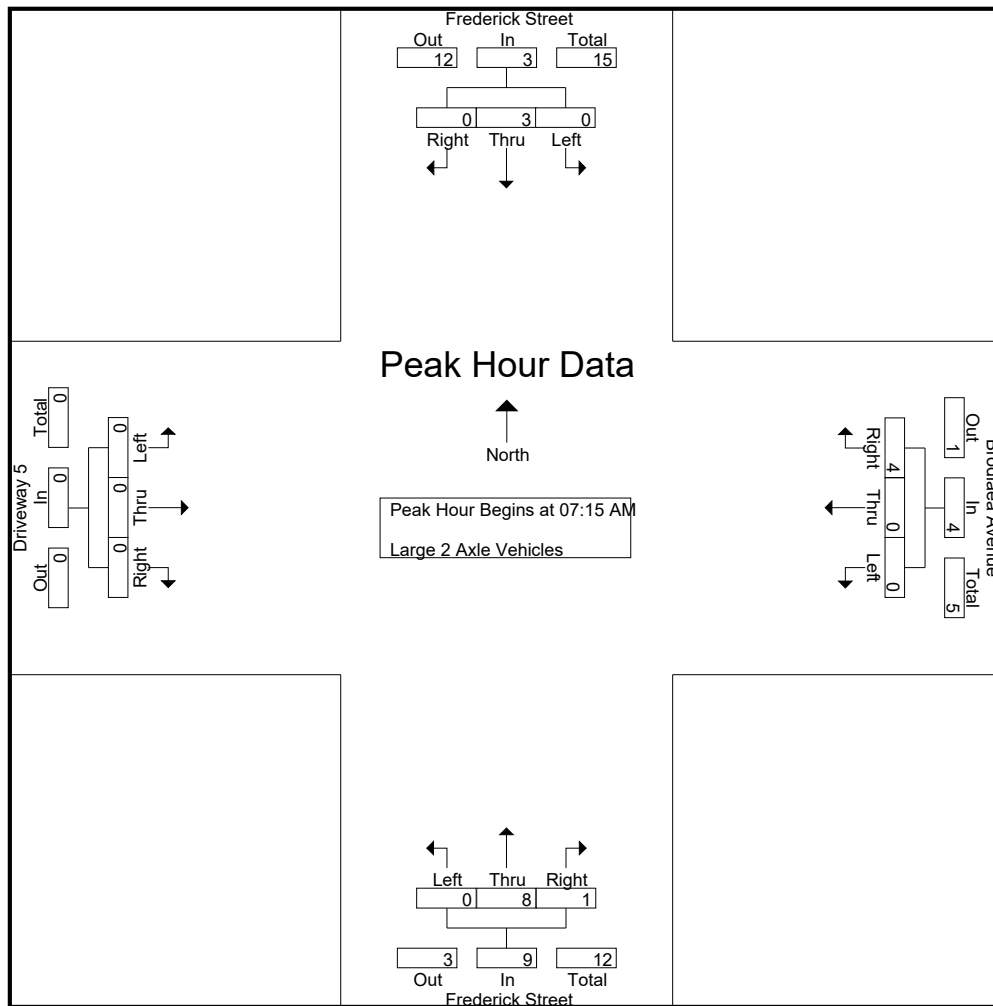 Frederick Street
Out In Total
12 3 15
0 3 0
Right Thru Left
Peak Hour Data
North
Peak Hour Begins at 07:15 AM
Large 2 Axle Vehicles
Driveway 5
Total In Out
0 0 0
0 0 0
Left Thru Right
Right Thru Left
4 0 0
Out In Total
1 4 5
Left Thru Right
0 8 1
3 9 12
Out In Total
Frederick Street